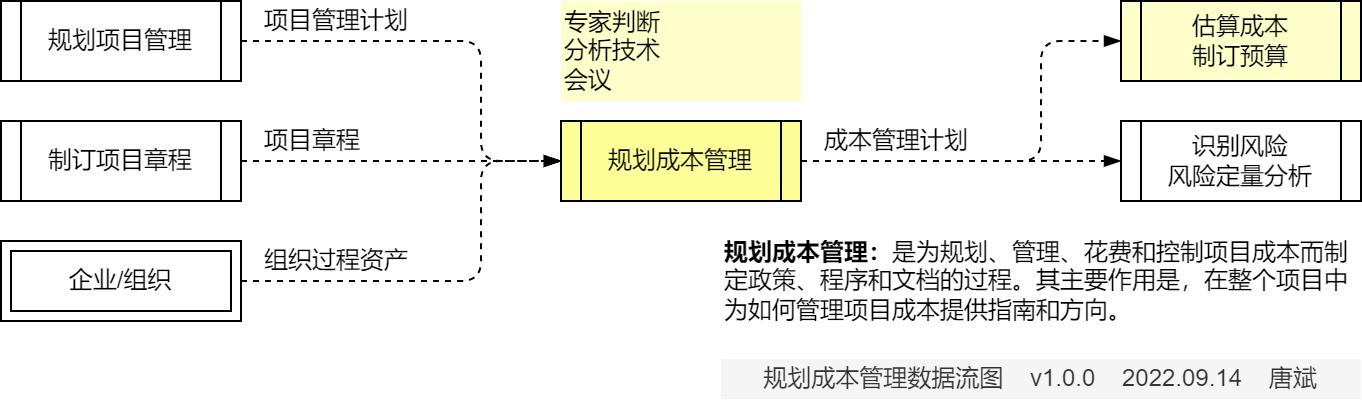 规划项目管理
项目管理计划
专家判断
分析技术
会议
估算成本
制订预算
制订项目章程
项目章程
规划成本管理
成本管理计划
识别风险
风险定量分析
企业/组织
组织过程资产
规划成本管理：是为规划、管理、花费和控制项目成本而制
定政策、程序和文档的过程。其主要作用是，在整个项目中
为如何管理项目成本提供指南和方向。
规划成本管理数据流图 v1.0.0 2022.09.14 唐斌